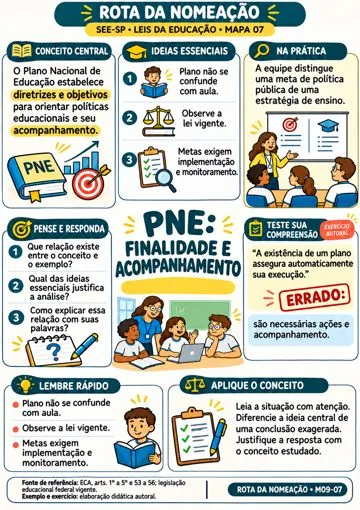 ROTA DA NOMEAÇÃO
SEE-SP • LEIS DA EDUCAÇÃO • MAPA 07
CONCEITO CENTRAL
O Plano Nacional de
Educação estabelece
diretrizes e objetivos
para orientar políticas
educacionais e seu
acompanhamento.
PNE
IDEIAS ESSENCIAIS
1
Plano não se
confunde
com aula.
2
Observe a
lei vigente.
3
Metas exigem
implementação
e monitoramento.
NA PRÁTICA
A equipe distingue
uma meta de política
pública de uma
estratégia de ensino.
PENSE E RESPONDA
1
Que relação existe
entre o conceito e
o exemplo?
2
Qual das ideias
essenciais justifica
a análise?
3
Como explicar essa
relação com suas
palavras?
?
PNE:
FINALIDADE E
ACOMPANHAMENTO
TESTE SUA
COMPREENSÃO
EXERCÍCIO
AUTORAL
"A existência de um plano
assegura automaticamente
sua execução."
ERRADO:
são necessárias ações e
acompanhamento.
LEMBRE RÁPIDO
Plano não se confunde
com aula.
Observe a lei vigente.
Metas exigem
implementação e
monitoramento.
APLIQUE O CONCEITO
Leia a situação com atenção.
Diferencie a ideia central de
uma conclusão exagerada.
Justifique a resposta com
o conceito estudado.
Fonte de referência: ECA, arts. 1º a 5º e 53 a 56; legislação
educacional federal vigente.
Exemplo e exercício: elaboração didática autoral.
ROTA DA NOMEAÇÃO • M09-07